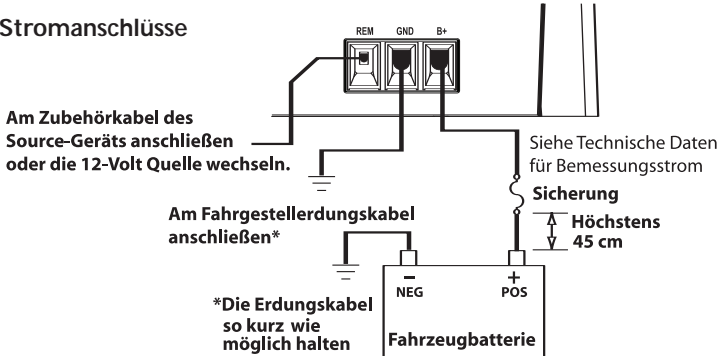 Stromanschlüsse
REM GND B+
Am Zubehörkabel des
Source-Geräts anschließen
oder die 12-Volt Quelle wechseln.
Siehe Technische Daten
für Bemessungsstrom
Sicherung
Höchstens
45 cm
Am Fahrgestellerdungskabel
anschließen*
– +
NEG POS
*Die Erdungskabel
so kurz wie
möglich halten
Fahrzeugbatterie